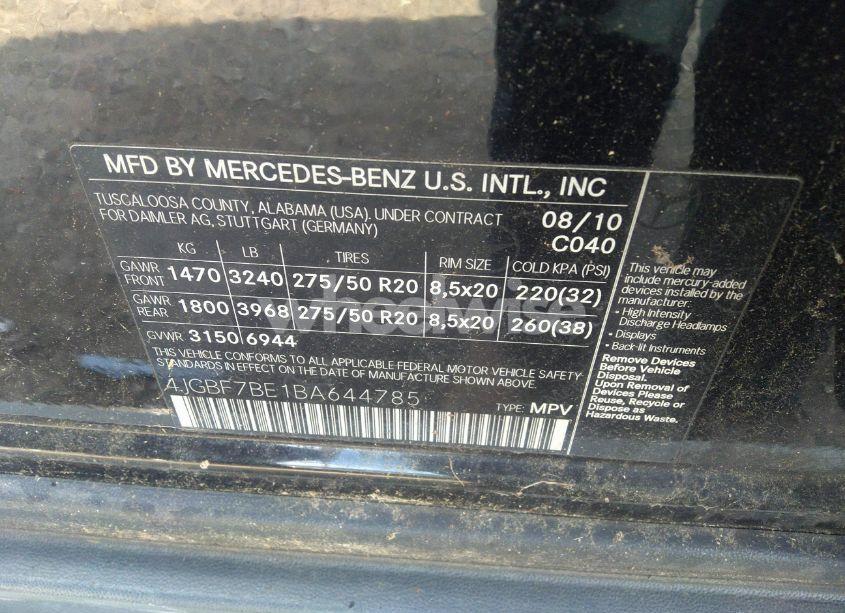 MFD BY MERCEDES-BENZ U.S. INTL., INC
TUSCALOOSA COUNTY, ALABAMA (USA). UNDER CONTRACT
FOR DAIMLER AG, STUTTGART (GERMANY)
08/10
C040
KG LB TIRES RIM SIZE COLD KPA (PSI)
GAWR FRONT 1470 3240 275/50 R20 8,5x20 220(32)
GAWR REAR 1800 3968 275/50 R20 8,5x20 260(38)
GVWR 3150 6944
THIS VEHICLE CONFORMS TO ALL APPLICABLE FEDERAL MOTOR VEHICLE SAFETY-
STANDARDS IN EFFECT ON THE DATE OF MANUFACTURE SHOWN ABOVE.
4JGBF7BE1BA644785
TYPE: MPV
This vehicle may
include mercury-added
devices installed by the
manufacturer:
- High Intensity
Discharge Headlamps
- Displays
- Back-lit Instruments
Remove Devices
Before Vehicle
Disposal.
Upon Removal of
Devices Please
Reuse, Recycle or
Dispose as
Hazardous Waste.
wheelwise